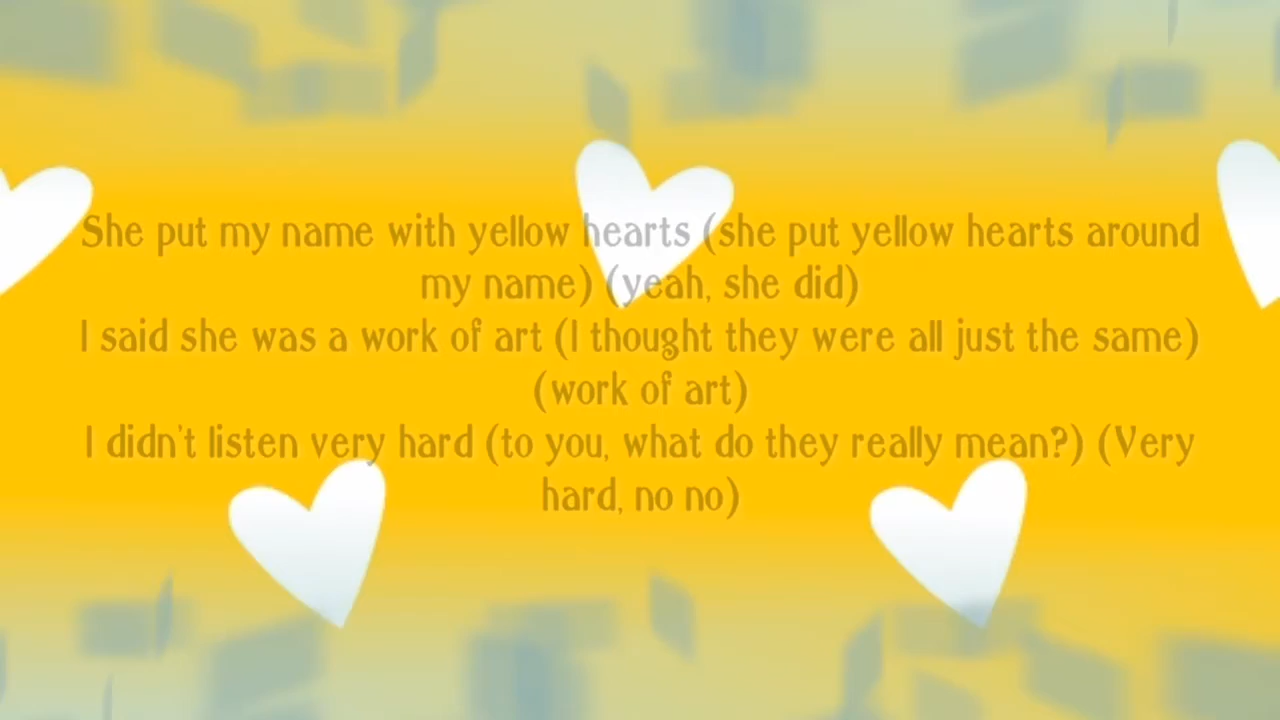 She put my name with yellow hearts (she put yellow hearts around
my name) (yeah, she did)
I said she was a work of art (I thought they were all just the same)
(work of art)
I didn't listen very hard (to you, what do they really mean?) (Very
hard, no no)